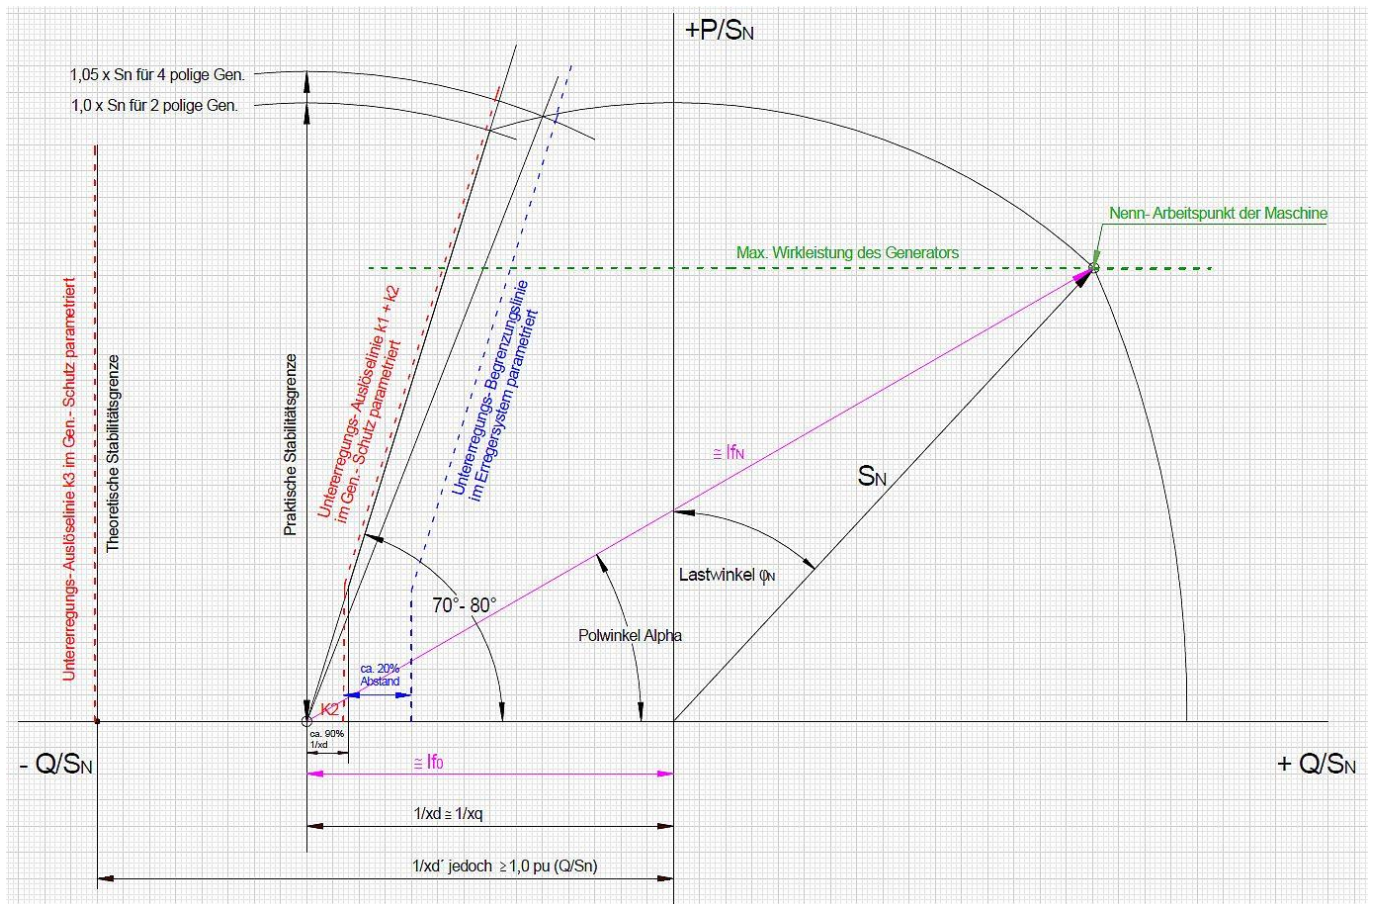 +P/SN
1,05 x Sn für 4 polige Gen.
1,0 x Sn für 2 polige Gen.
Nenn- Arbeitspunkt der Maschine
Max. Wirkleistung des Generators
Untererregungs- Auslöselinie k3 im Gen.- Schutz parametriert
Theoretische Stabilitätsgrenze
Praktische Stabilitätsgrenze
Untererregungs- Auslöselinie k1 + k2
im Gen.- Schutz parametriert
Untererregungs- Begrenzungslinie
im Erregersystem parametriert
≅ IfN
SN
Lastwinkel φN
70°- 80°
Polwinkel Alpha
ca. 20%
Abstand
K2
ca. 90%
1/xd
- Q/SN
≅ If0
+ Q/SN
1/xd ≅ 1/xq
1/xd´ jedoch ≥ 1,0 pu (Q/Sn)